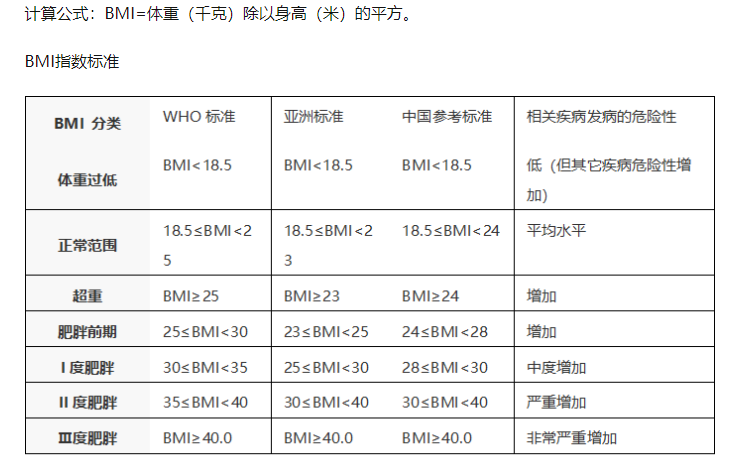 计算公式：BMI=体重（千克）除以身高（米）的平方。
BMI指数标准
BMI 分类 WHO 标准 亚洲标准 中国参考标准 相关疾病发病的危险性
体重过低 BMI<18.5 BMI<18.5 BMI<18.5 低（但其它疾病危险性增
加）
正常范围 18.5≤BMI<2 18.5≤BMI<2 18.5≤BMI<24 平均水平
5 3
超重 BMI≥25 BMI≥23 BMI≥24 增加
肥胖前期 25≤BMI<30 23≤BMI<25 24≤BMI<28 增加
I 度肥胖 30≤BMI<35 25≤BMI<30 28≤BMI<30 中度增加
II 度肥胖 35≤BMI<40 30≤BMI<40 30≤BMI<40 严重增加
Ⅲ度肥胖 BMI≥40.0 BMI≥40.0 BMI≥40.0 非常严重增加